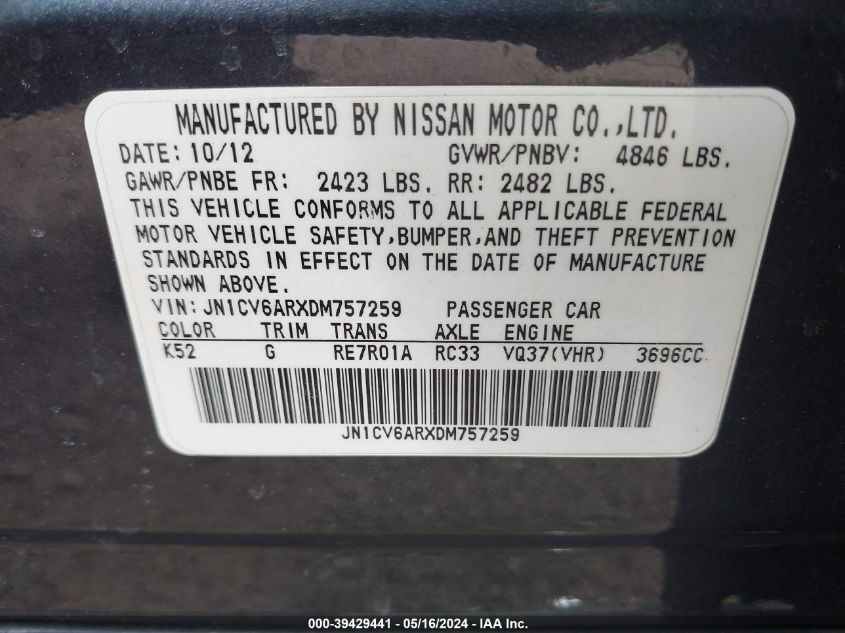 MANUFACTURED BY NISSAN MOTOR CO.,LTD.
DATE: 10/12 GVWR/PNBV: 4846 LBS.
GAWR/PNBE FR: 2423 LBS. RR: 2482 LBS.
THIS VEHICLE CONFORMS TO ALL APPLICABLE FEDERAL
MOTOR VEHICLE SAFETY,BUMPER,AND THEFT PREVENTION
STANDARDS IN EFFECT ON THE DATE OF MANUFACTURE
SHOWN ABOVE.
VIN:JN1CV6ARXDM757259 PASSENGER CAR
COLOR TRIM TRANS AXLE ENGINE
K52 G RE7R01A RC33 VQ37(VHR) 3696CC
JN1CV6ARXDM757259
000-39429441 - 05/16/2024 - IAA Inc.